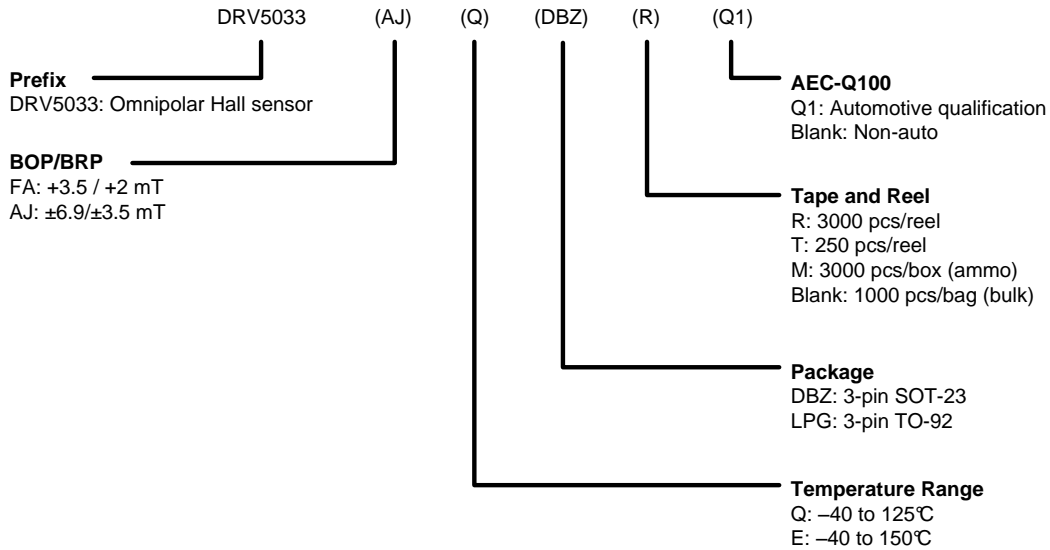 DRV5033 (AJ) (Q) (DBZ) (R) (Q1)
Prefix
DRV5033: Omnipolar Hall sensor
BOP/BRP
FA: +3.5 / +2 mT
AJ: ±6.9/±3.5 mT
AEC-Q100
Q1: Automotive qualification
Blank: Non-auto
Tape and Reel
R: 3000 pcs/reel
T: 250 pcs/reel
M: 3000 pcs/box (ammo)
Blank: 1000 pcs/bag (bulk)
Package
DBZ: 3-pin SOT-23
LPG: 3-pin TO-92
Temperature Range
Q: –40 to 125°C
E: –40 to 150°C